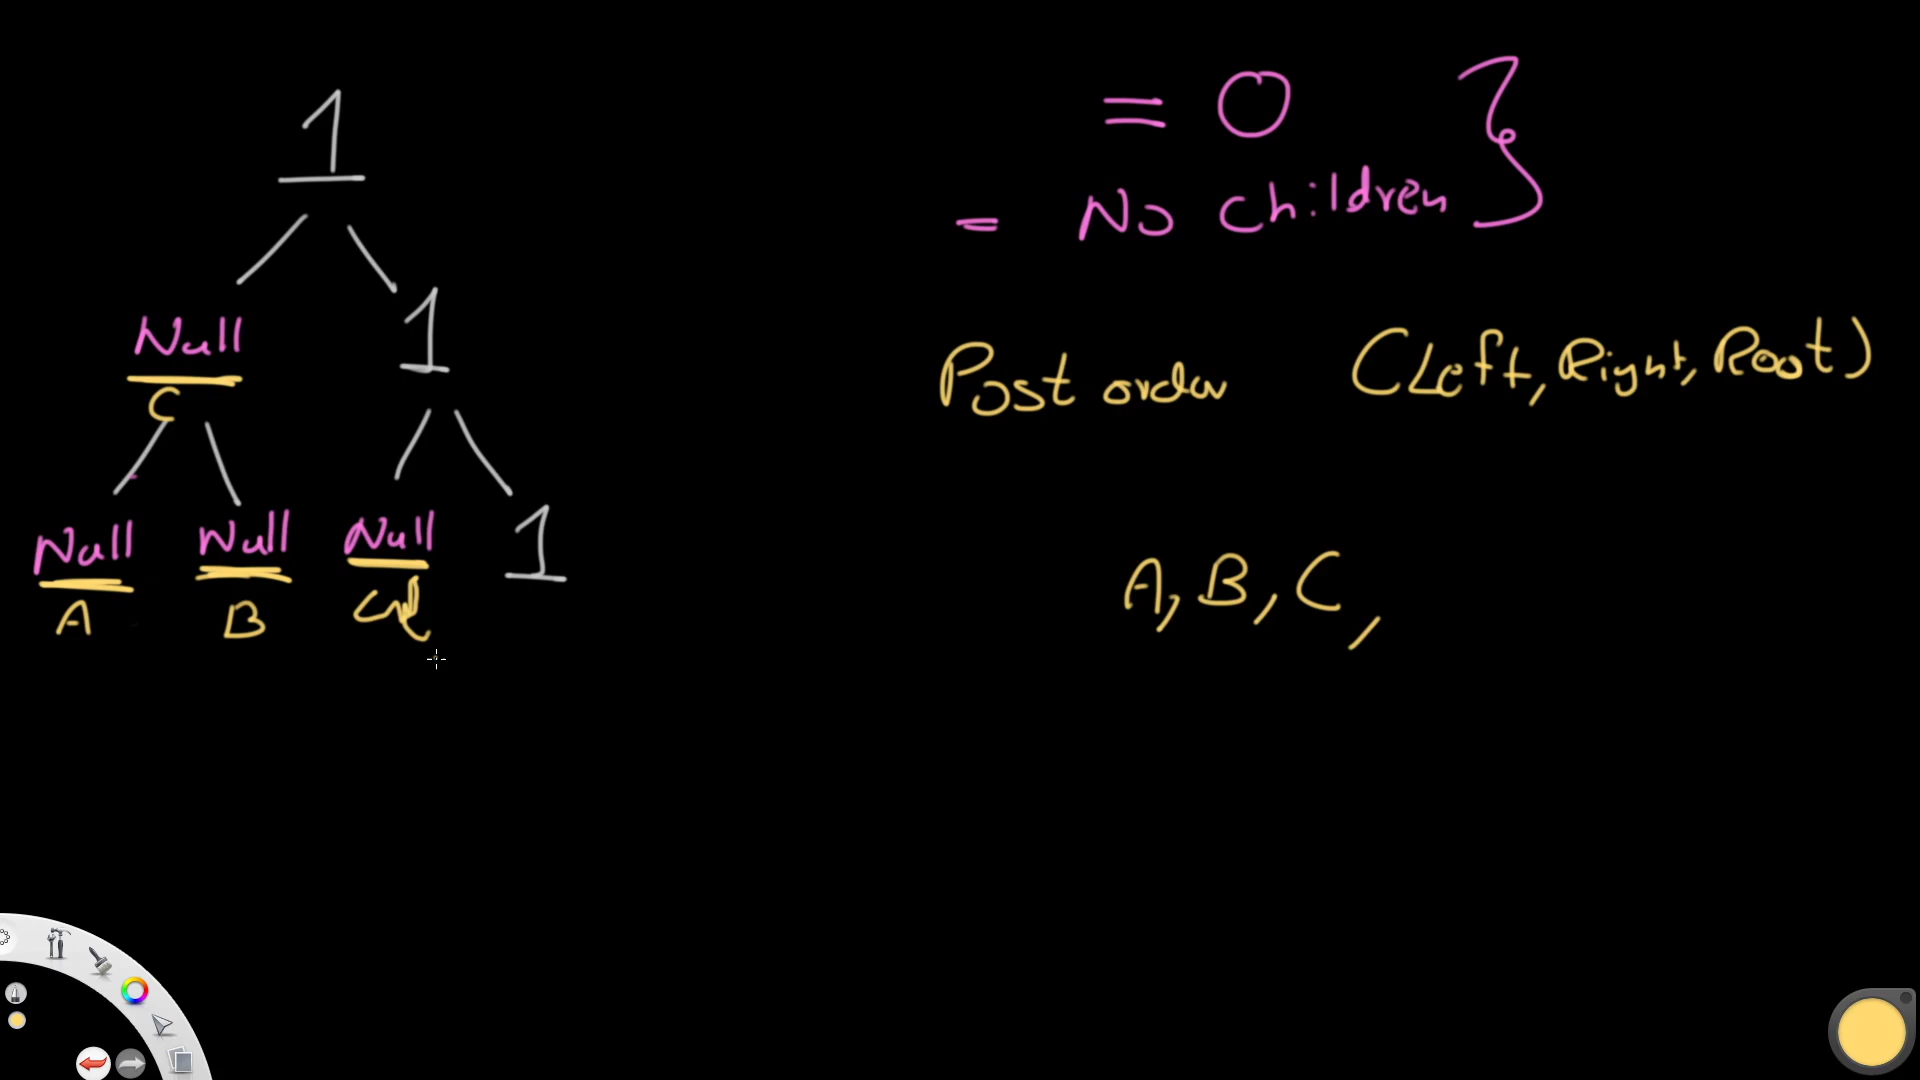 1
= 0
= No children
Null
1
Post order (Left, Right, Root)
C
Null Null Null 1
A B
A, B, C,